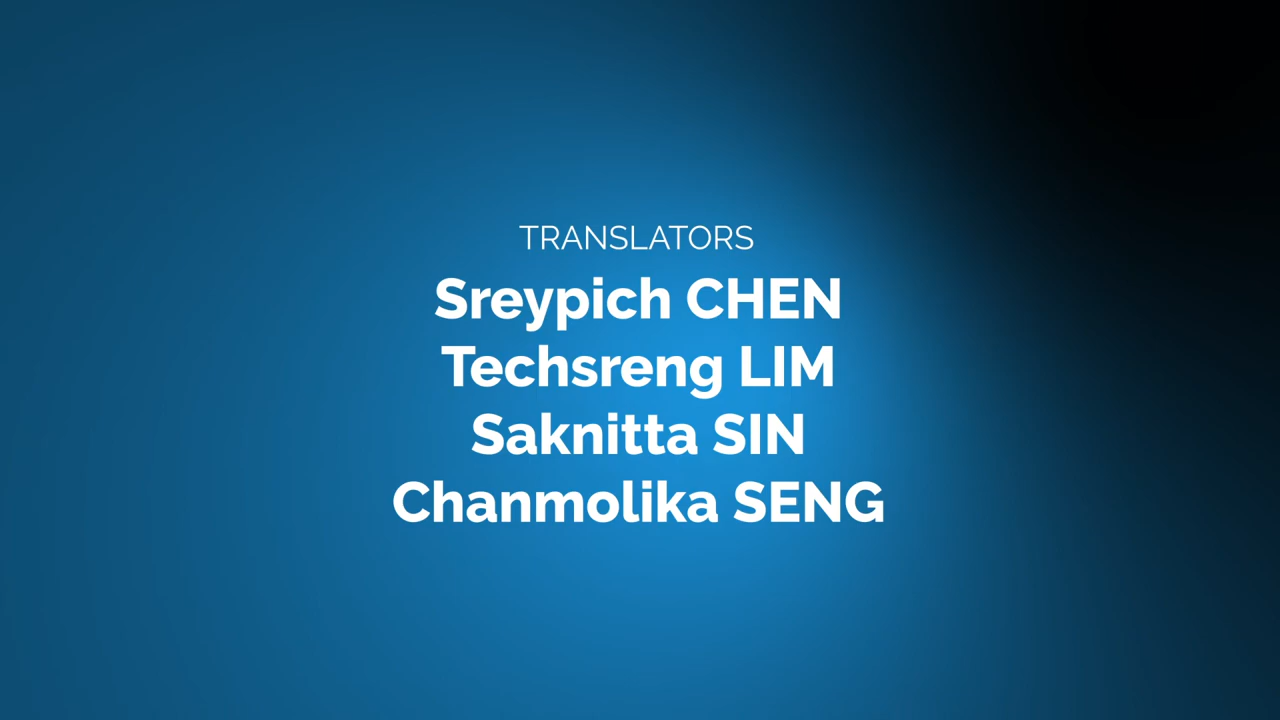 TRANSLATORS
Sreypich CHEN
Techsreng LIM
Saknitta SIN
Chanmolika SENG